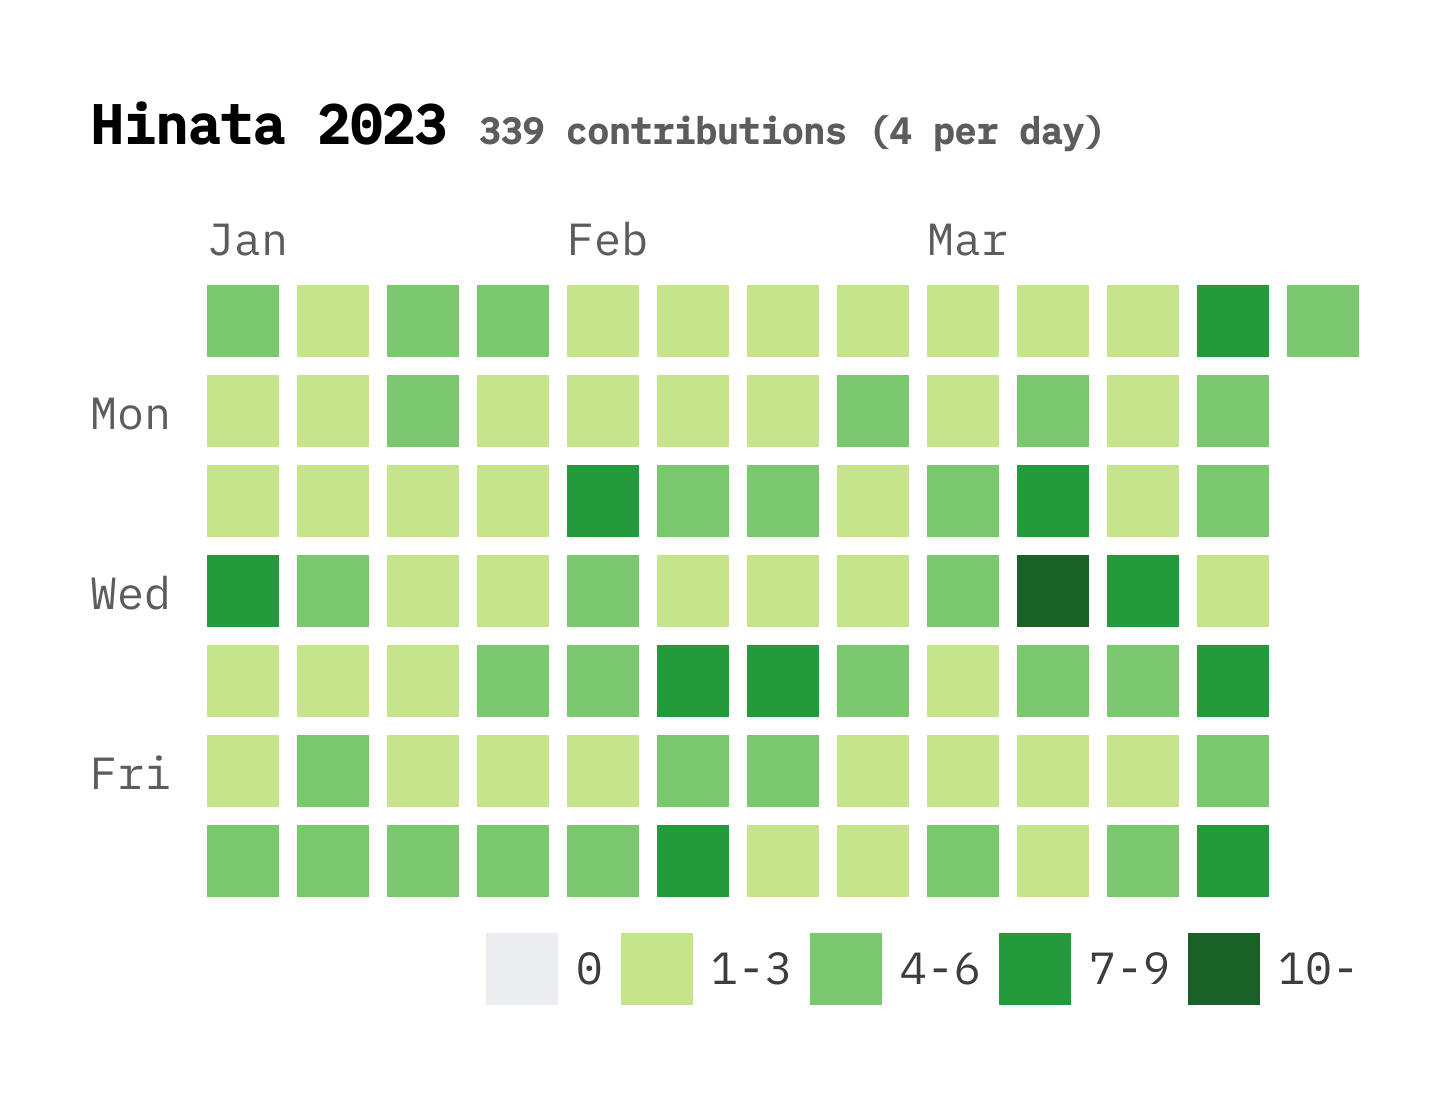 Hinata 2023 339 contributions (4 per day)
Jan Feb Mar
Mon
Wed
Fri
0 1-3 4-6 7-9 10-